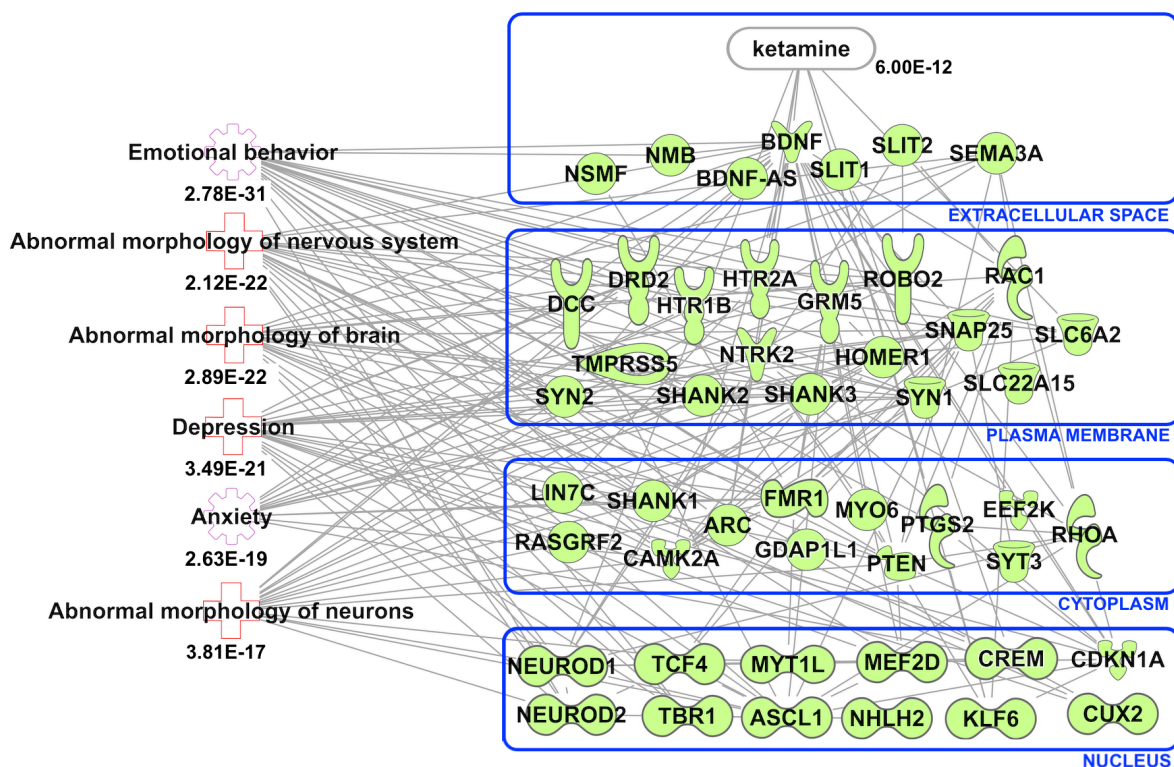 ketamine
6.00E-12
Emotional behavior
2.78E-31
Abnormal morphology of nervous system
2.12E-22
Abnormal morphology of brain
2.89E-22
Depression
3.49E-21
Anxiety
2.63E-19
Abnormal morphology of neurons
3.81E-17
NSMF
NMB
BDNF-AS
BDNF
SLIT1
SLIT2
SEMA3A
EXTRACELLULAR SPACE
DCC
DRD2
HTR1B
HTR2A
GRM5
ROBO2
RAC1
SNAP25
SLC6A2
TMPRSS5
NTRK2
HOMER1
SLC22A15
SYN2
SHANK2
SHANK3
SYN1
PLASMA MEMBRANE
LIN7C
SHANK1
FMR1
MYO6
PTGS2
EEF2K
RHOA
RASGRF2
ARC
CAMK2A
GDAP1L1
PTEN
SYT3
CYTOPLASM
NEUROD1
TCF4
MYT1L
MEF2D
CREM
CDKN1A
NEUROD2
TBR1
ASCL1
NHLH2
KLF6
CUX2
NUCLEUS